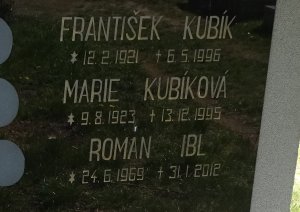 FRANTIŠEK KUBÍK
* 12. 2. 1921 † 6. 5. 1996
MARIE KUBÍKOVÁ
* 9. 8. 1923 † 13. 12. 1995
ROMAN IBL
* 24. 6. 1969 † 31. 1. 2012